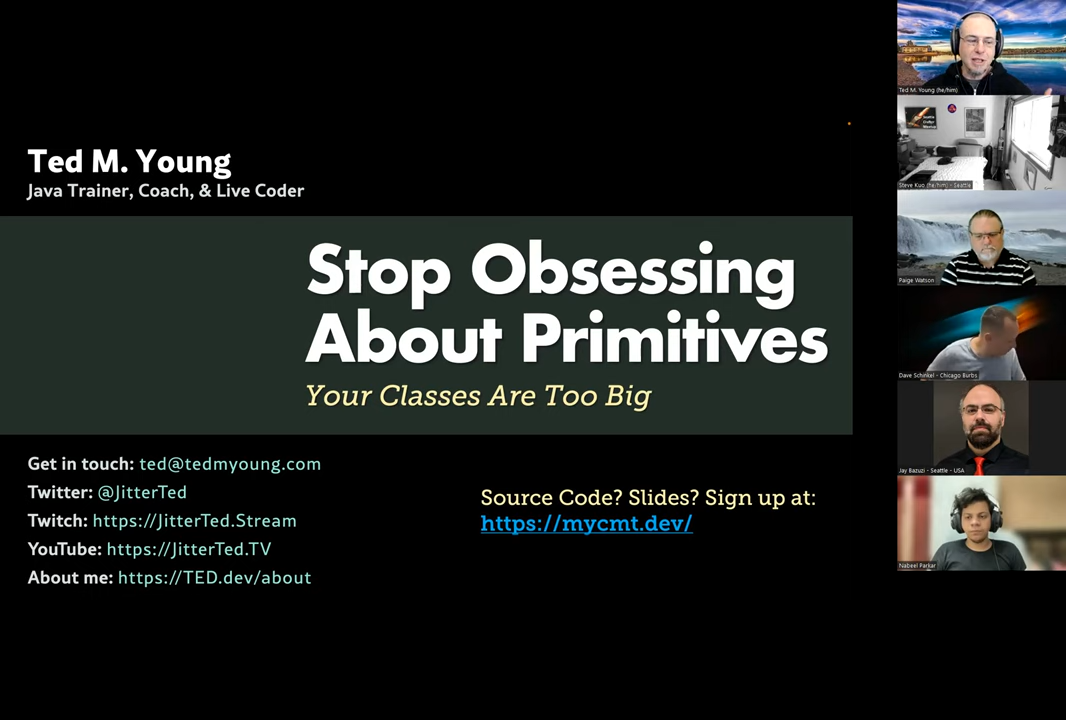 Ted M. Young
Java Trainer, Coach, & Live Coder
Stop Obsessing
About Primitives
Your Classes Are Too Big
Get in touch: ted@tedmyoung.com
Twitter: @JitterTed
Twitch: https://JitterTed.Stream
YouTube: https://JitterTed.TV
About me: https://TED.dev/about
Source Code? Slides? Sign up at:
https://mycmt.dev/
Ted M. Young (he/him)
Steve Kuo (he/him) - Seattle
Paige Watson
Dave Schinkel - Chicago Burbs
Jay Bazuzi - Seattle - USA
Nabeel Parkar